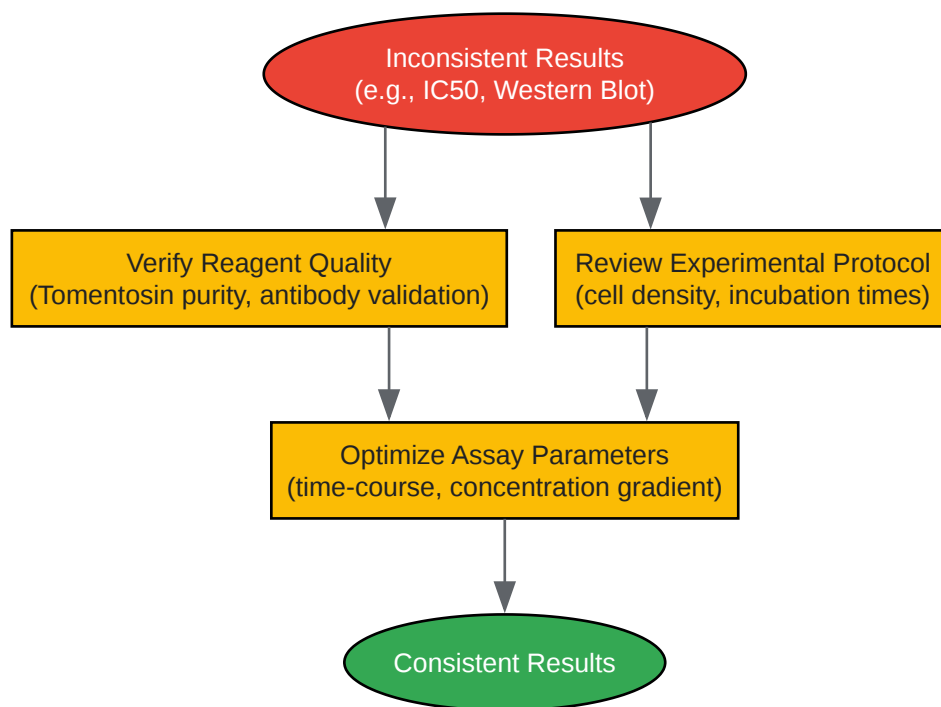 Inconsistent Results
(e.g., IC50, Western Blot)
Verify Reagent Quality
(Tomentosin purity, antibody validation)
Review Experimental Protocol
(cell density, incubation times)
Optimize Assay Parameters
(time-course, concentration gradient)
Consistent Results